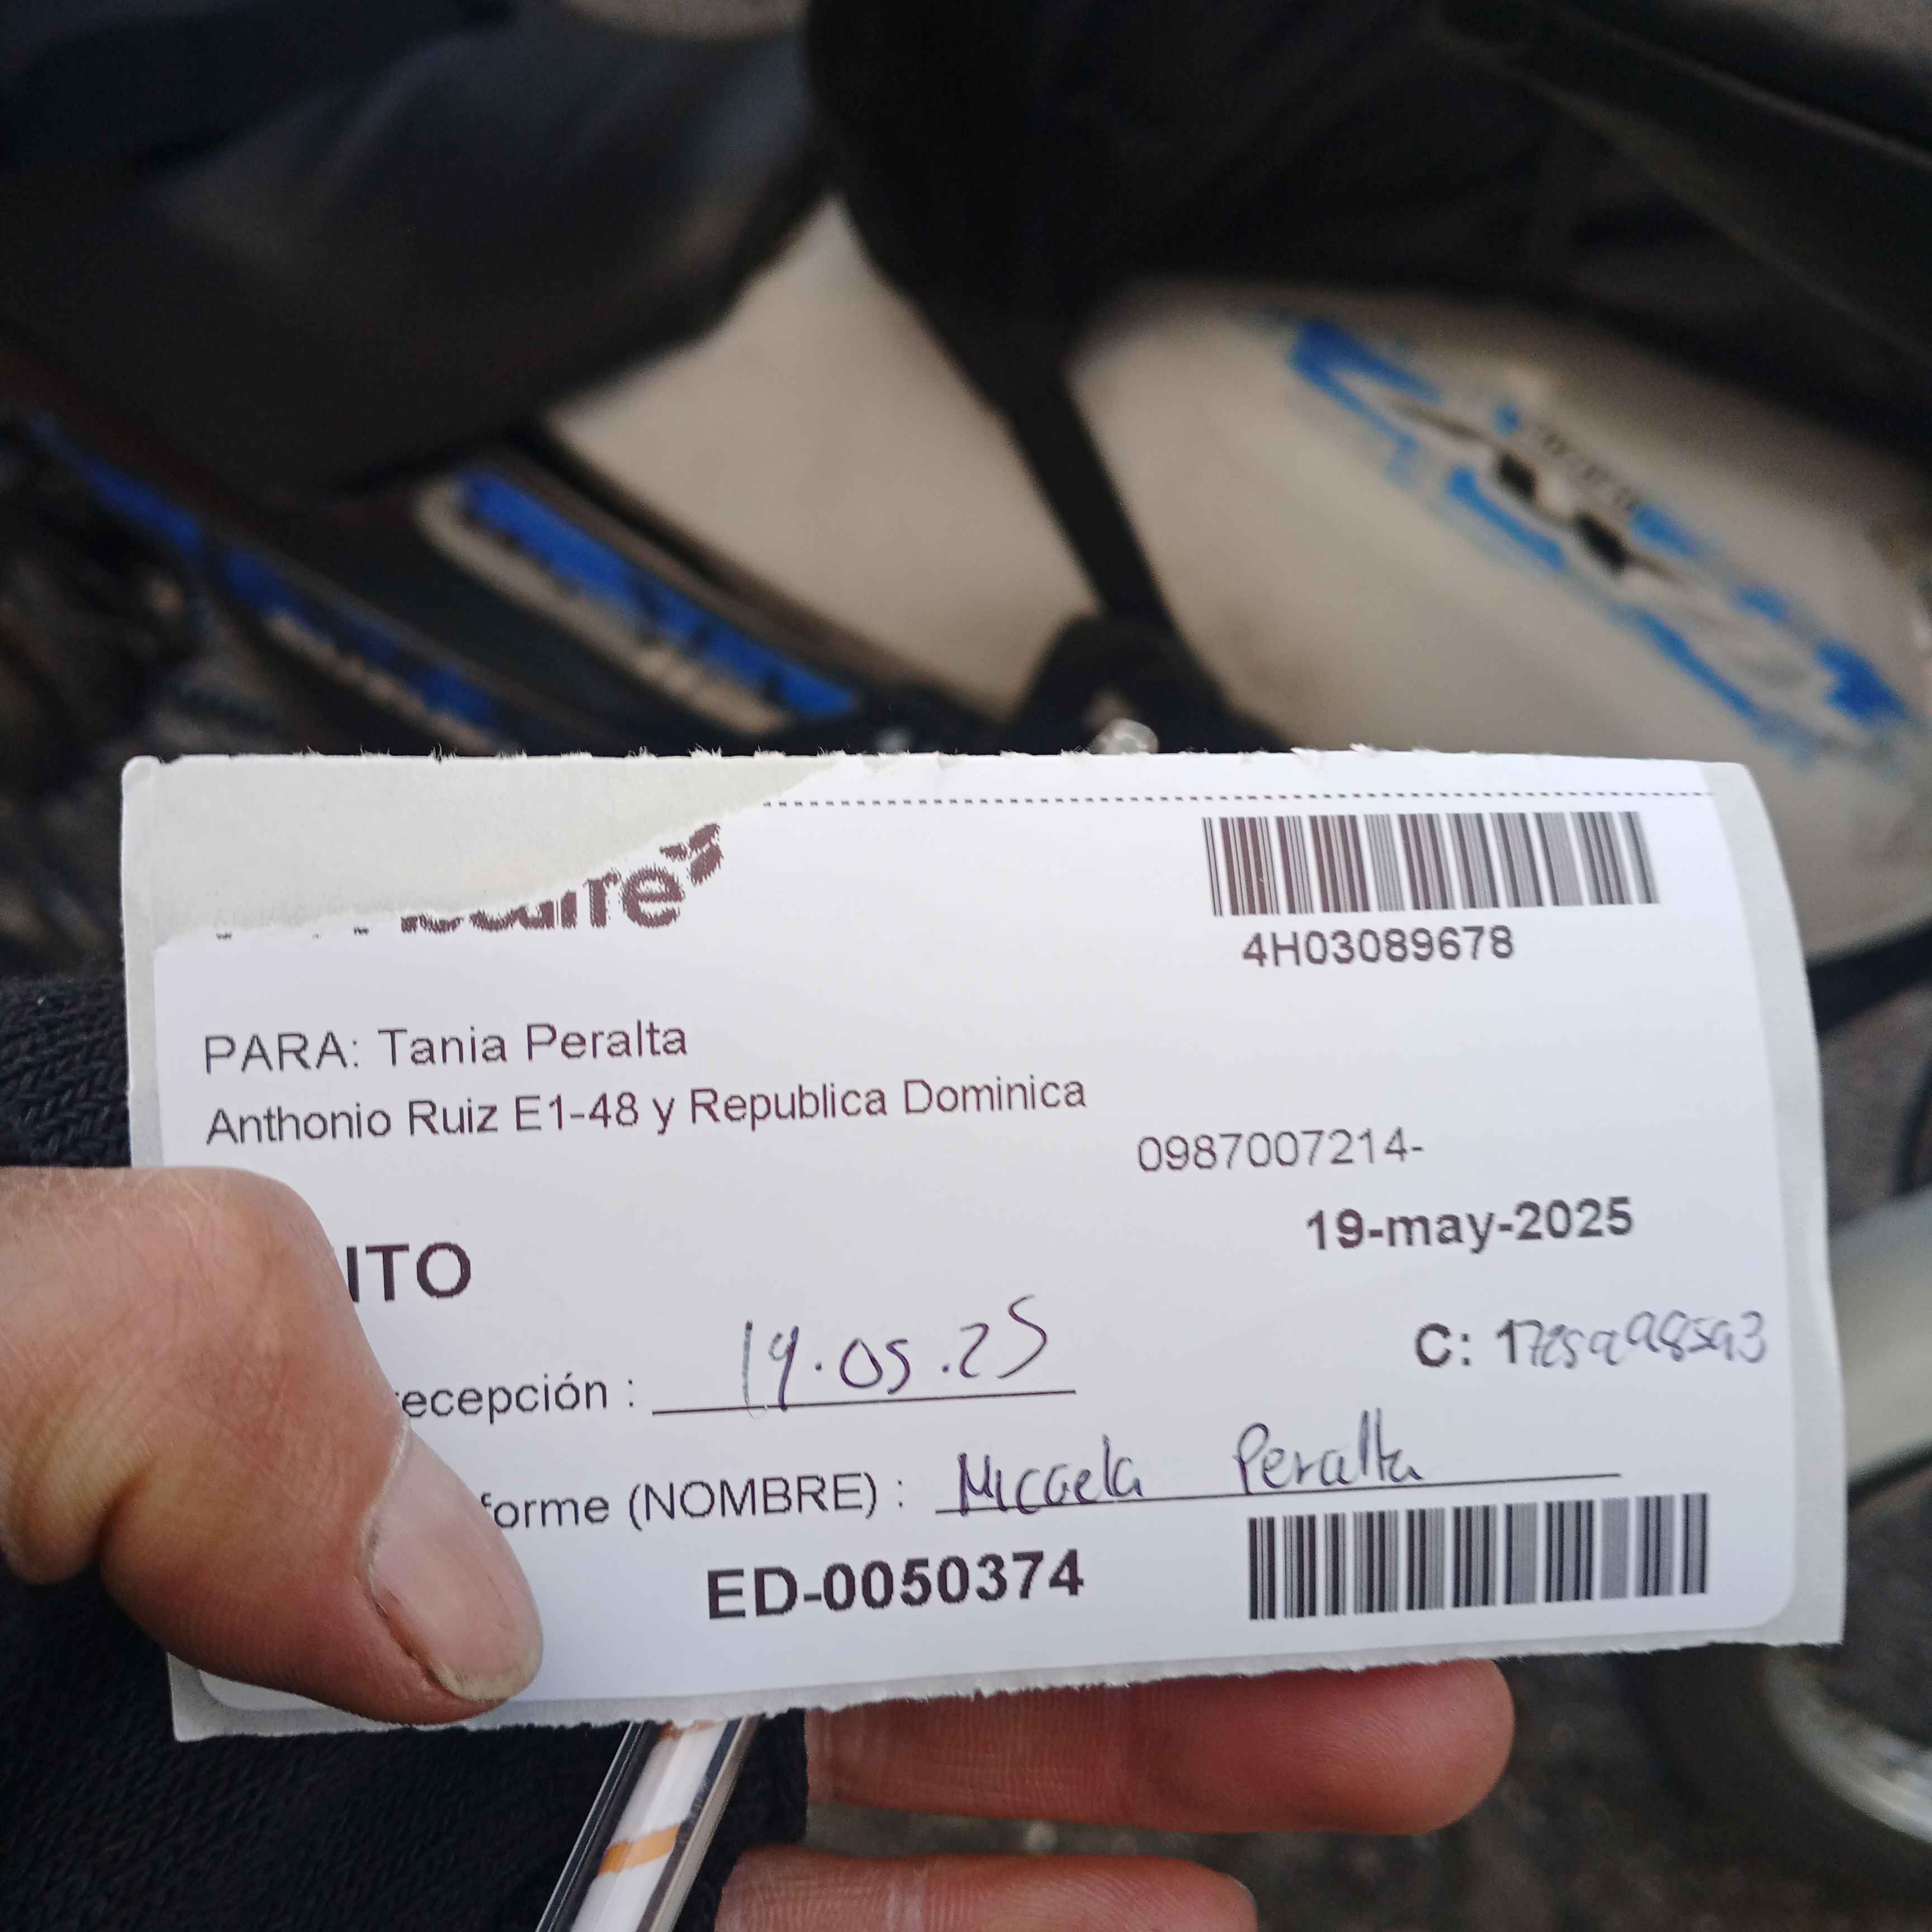 4H03089678
PARA: Tania Peralta
Anthonio Ruiz E1-48 y Republica Dominica
0987007214-
19-may-2025
ITO
C:
ecepción : 19.05.25
forme (NOMBRE) : Micaela Peralta
ED-0050374